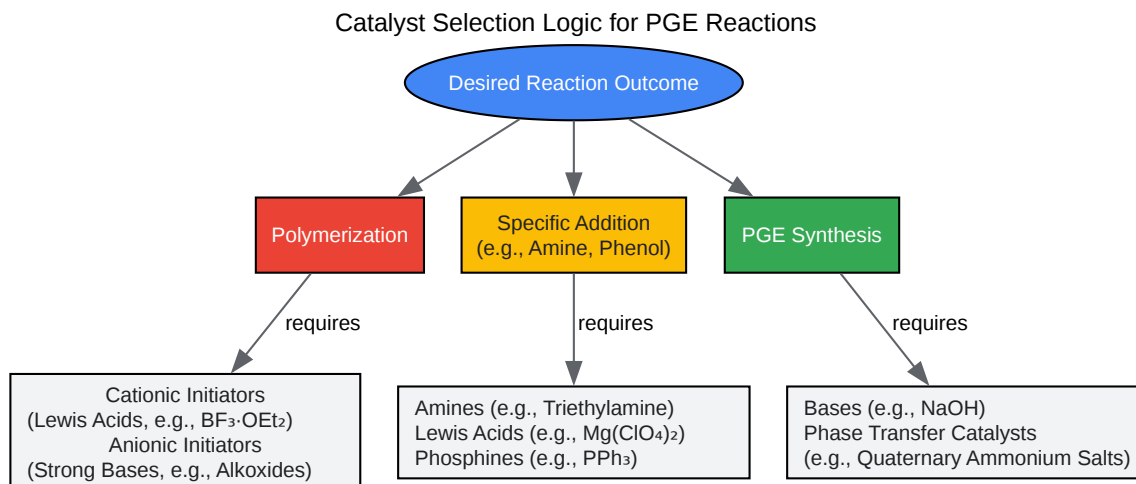 Catalyst Selection Logic for PGE Reactions
Desired Reaction Outcome
Polymerization
Specific Addition
(e.g., Amine, Phenol)
PGE Synthesis
requires
requires
requires
Cationic Initiators
(Lewis Acids, e.g., BF₃·OEt₂)
Anionic Initiators
(Strong Bases, e.g., Alkoxides)
Amines (e.g., Triethylamine)
Lewis Acids (e.g., Mg(ClO₄)₂)
Phosphines (e.g., PPh₃)
Bases (e.g., NaOH)
Phase Transfer Catalysts
(e.g., Quaternary Ammonium Salts)